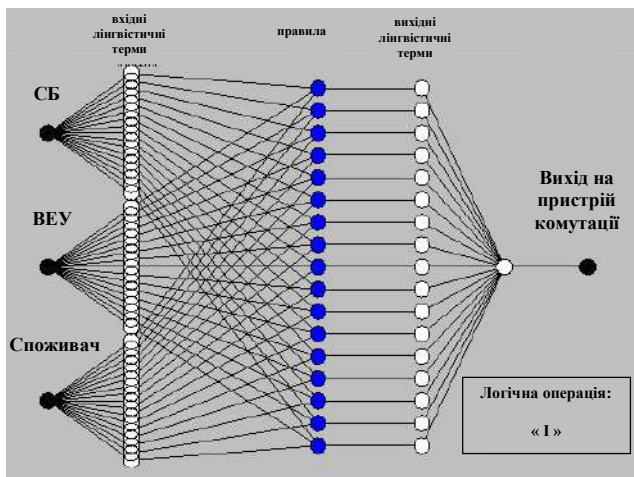 вхідні
лінгвістичні
терми
правила
вихідні
лінгвістичні
терми
СБ
ВЕУ
Споживач
Вихід на
пристрій
комутації
Логічна операція:
« І »